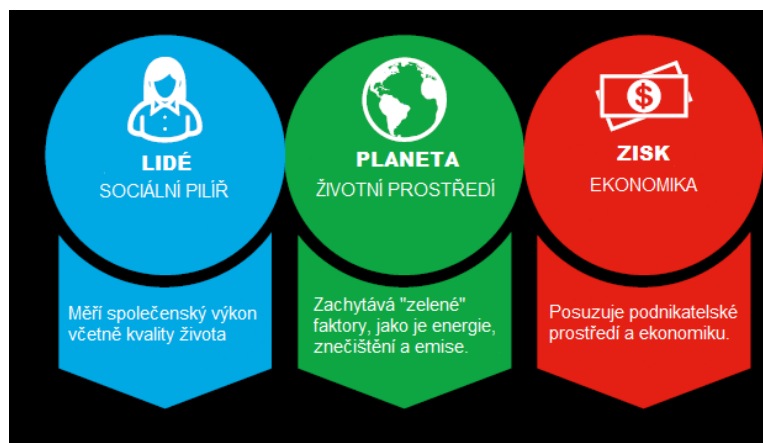 LIDÉ
SOCIÁLNÍ PILÍŘ
Měří společenský výkon
včetně kvality života
PLANETA
ŽIVOTNÍ PROSTŘEDÍ
Zachytává "zelené"
faktory, jako je energie,
znečištění a emise.
$
ZISK
EKONOMIKA
Posuzuje podnikatelské
prostředí a ekonomiku.